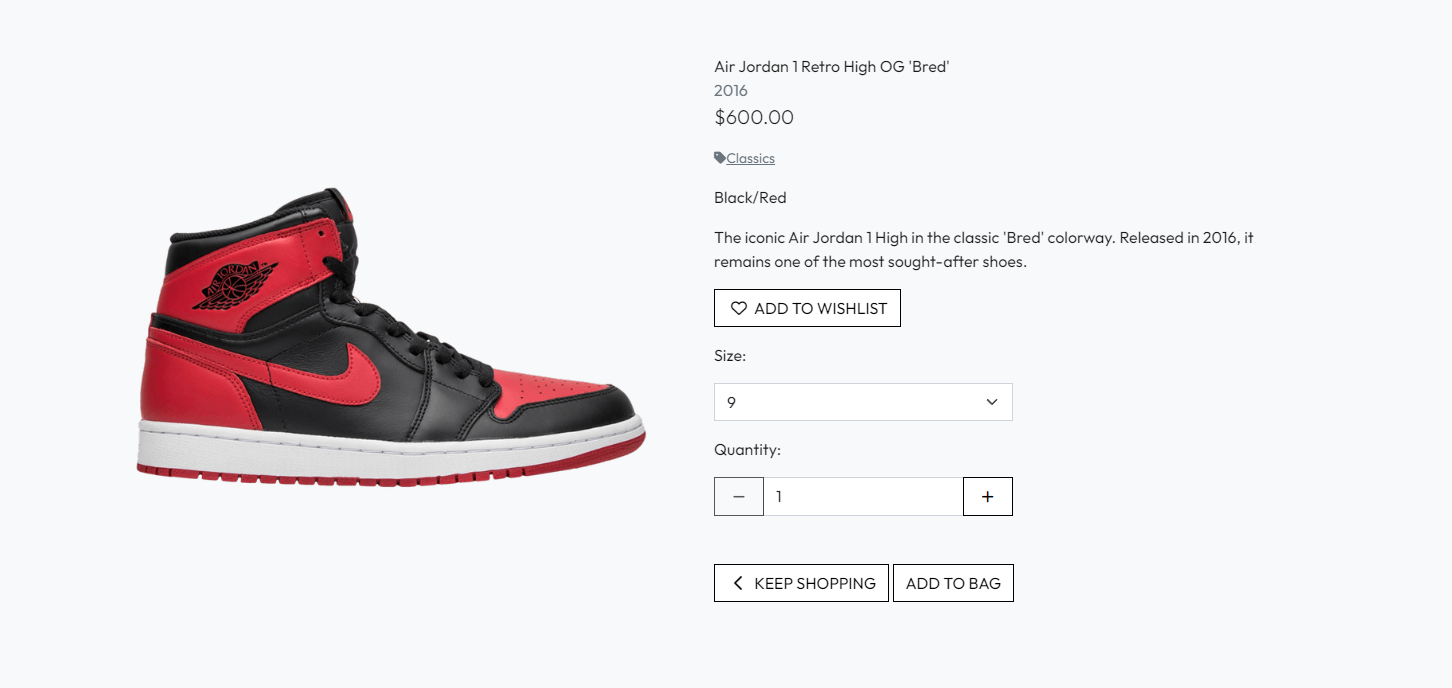 Air Jordan 1 Retro High OG 'Bred'
2016
$600.00
Classics
Black/Red
The iconic Air Jordan 1 High in the classic 'Bred' colorway. Released in 2016, it
remains one of the most sought-after shoes.
ADD TO WISHLIST
Size:
9
Quantity:
1
KEEP SHOPPING
ADD TO BAG
AIR JORDAN